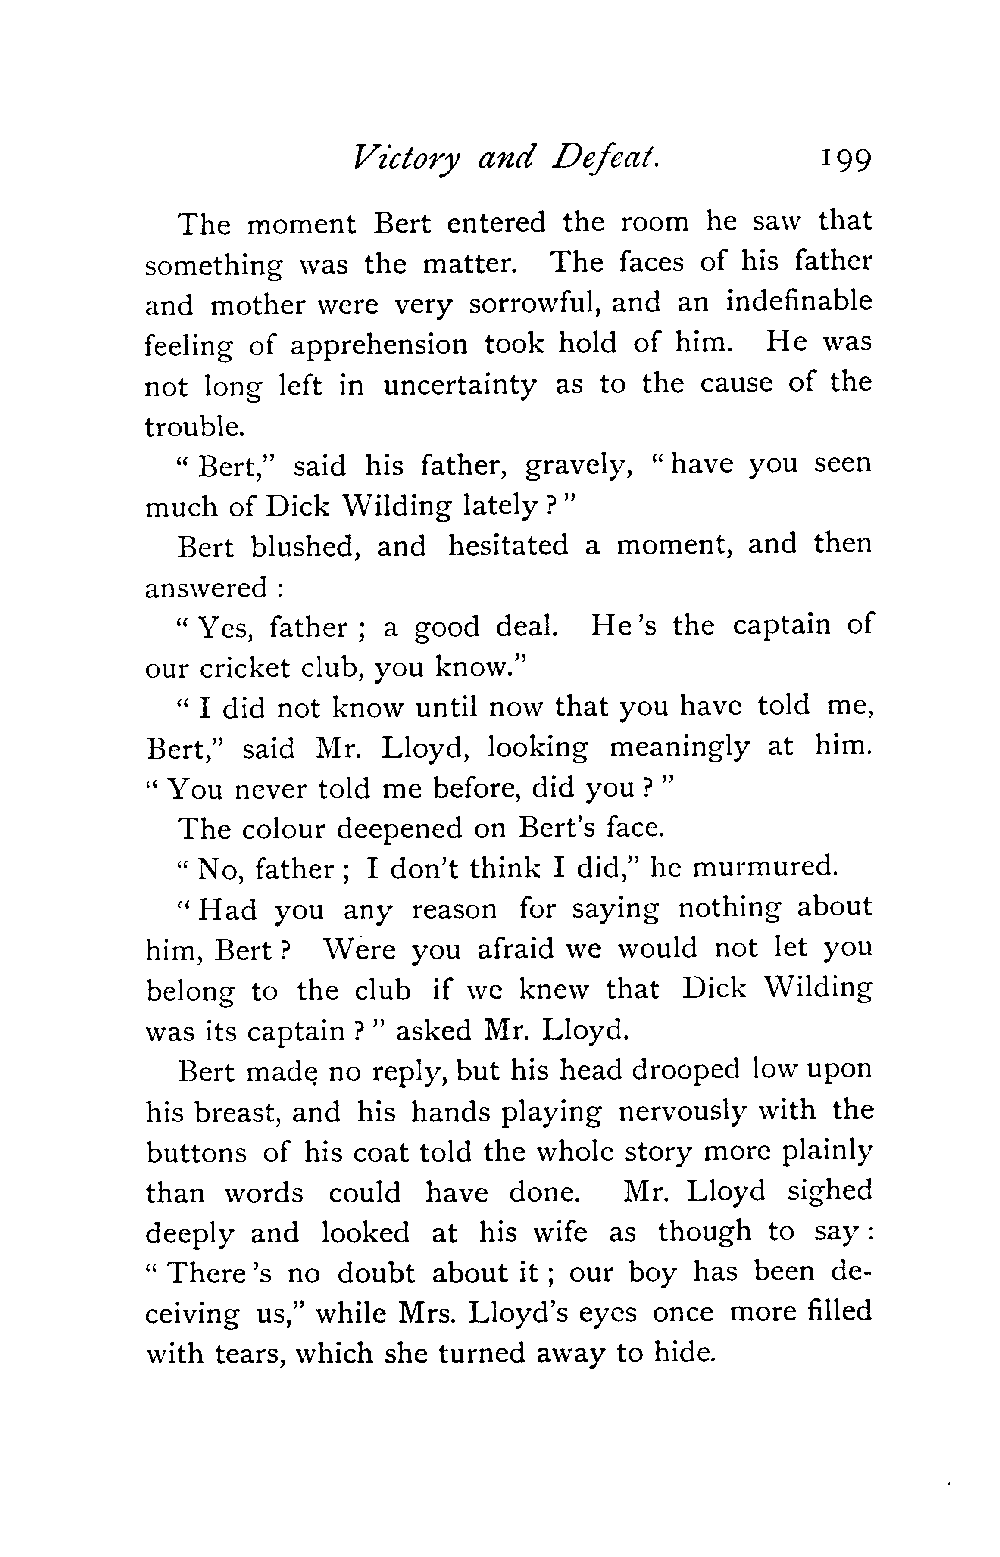 Victory and Defeat. 199
The moment Bert entered the room he saw that
something was the matter. The faces of his father
and mother were very sorrowful, and an indefinable
feeling of apprehension took hold of him. He was
not long left in uncertainty as to the cause of the
trouble.
" Bert," said his father, gravely, " have you seen
much of Dick Wilding lately ? "
Bert blushed, and hesitated a moment, and then
answered :
" Yes, father ; a good deal. He 's the captain of
our cricket club, you know."
" I did not know until now that you have told me,
Bert," said Mr. Lloyd, looking meaningly at him.
" You never told me before, did you ? "
The colour deepened on Bert's face.
" No, father ; I don't think I did," he murmured.
" Had you any reason for saying nothing about
him, Bert ? Were you afraid we would not let you
belong to the club if we knew that Dick Wilding
was its captain ? " asked Mr. Lloyd.
Bert made no reply, but his head drooped low upon
his breast, and his hands playing nervously with the
buttons of his coat told the whole story more plainly
than words could have done. Mr. Lloyd sighed
deeply and looked at his wife as though to say :
" There 's no doubt about it ; our boy has been de-
ceiving us," while Mrs. Lloyd's eyes once more filled
with tears, which she turned away to hide.